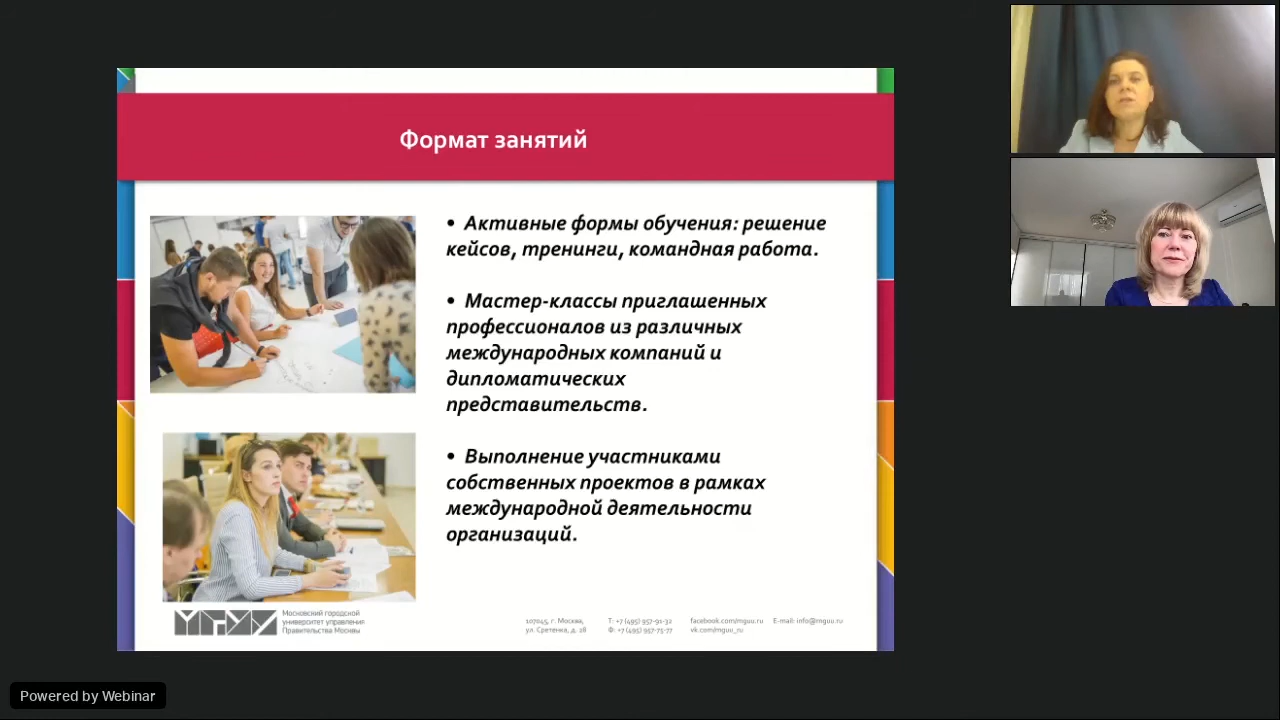 Формат занятий
• Активные формы обучения: решение
кейсов, тренинги, командная работа.
• Мастер-классы приглашенных
профессионалов из различных
международных компаний и
дипломатических
представительств.
• Выполнение участниками
собственных проектов в рамках
международной деятельности
организаций.
МГУУ
Московский городской
университет управления
Правительства Москвы
107045, г. Москва,
ул. Сретенка, д. 28
Т: +7 (495) 957-91-32
Ф: +7 (495) 957-75-77
facebook.com/mguu.ru
vk.com/mguu_ru
E-mail: info@mguu.ru
Powered by Webinar